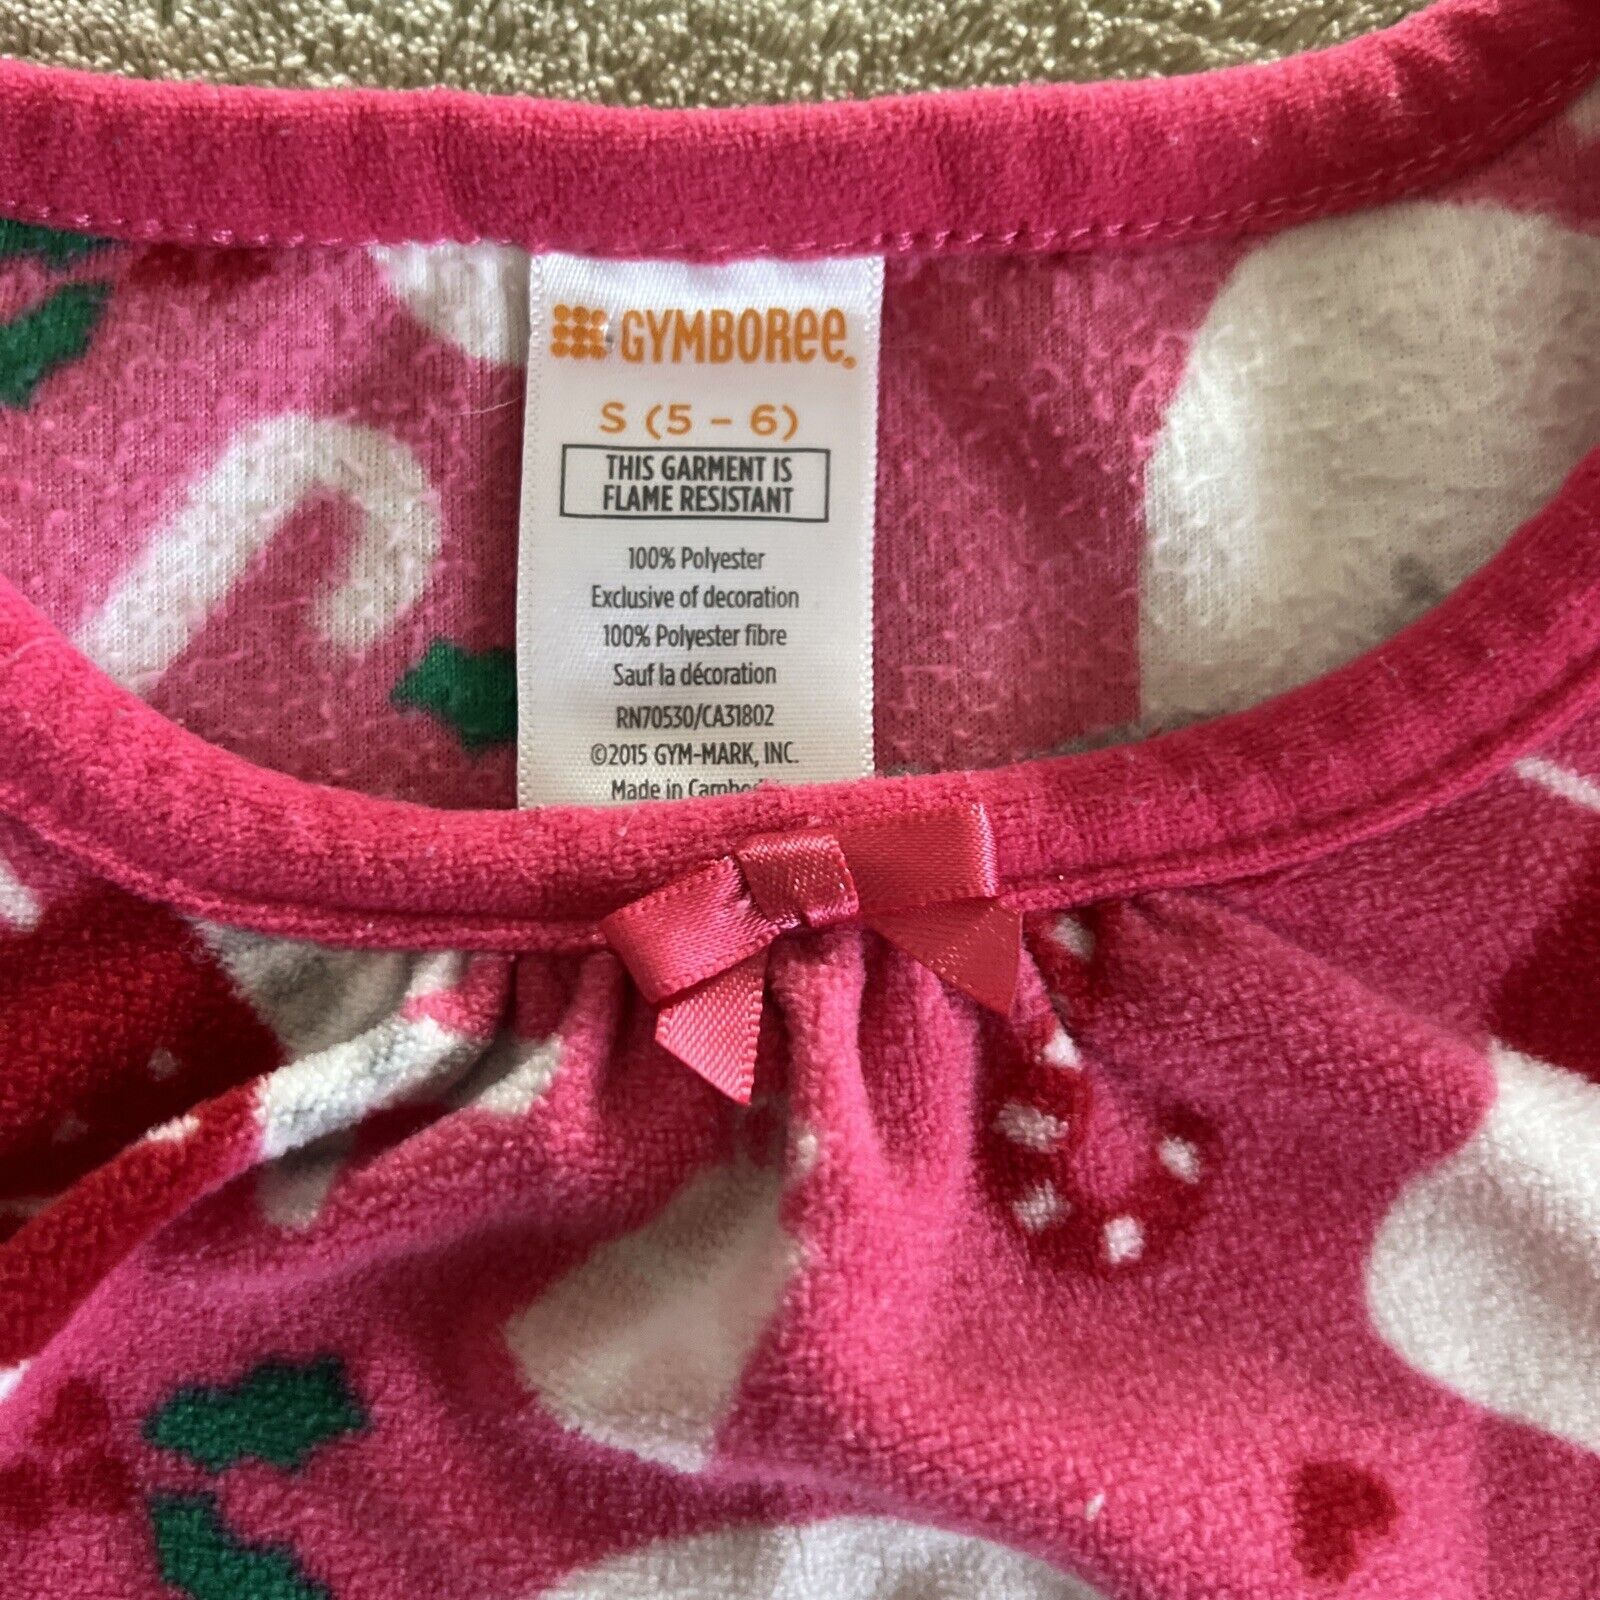 GYMBOREE
S (5 - 6)
THIS GARMENT IS
FLAME RESISTANT
100% Polyester
Exclusive of decoration
100% Polyester fibre
Sauf la décoration
RN70530/CA31802
©2015 GYM-MARK, INC.
Made in